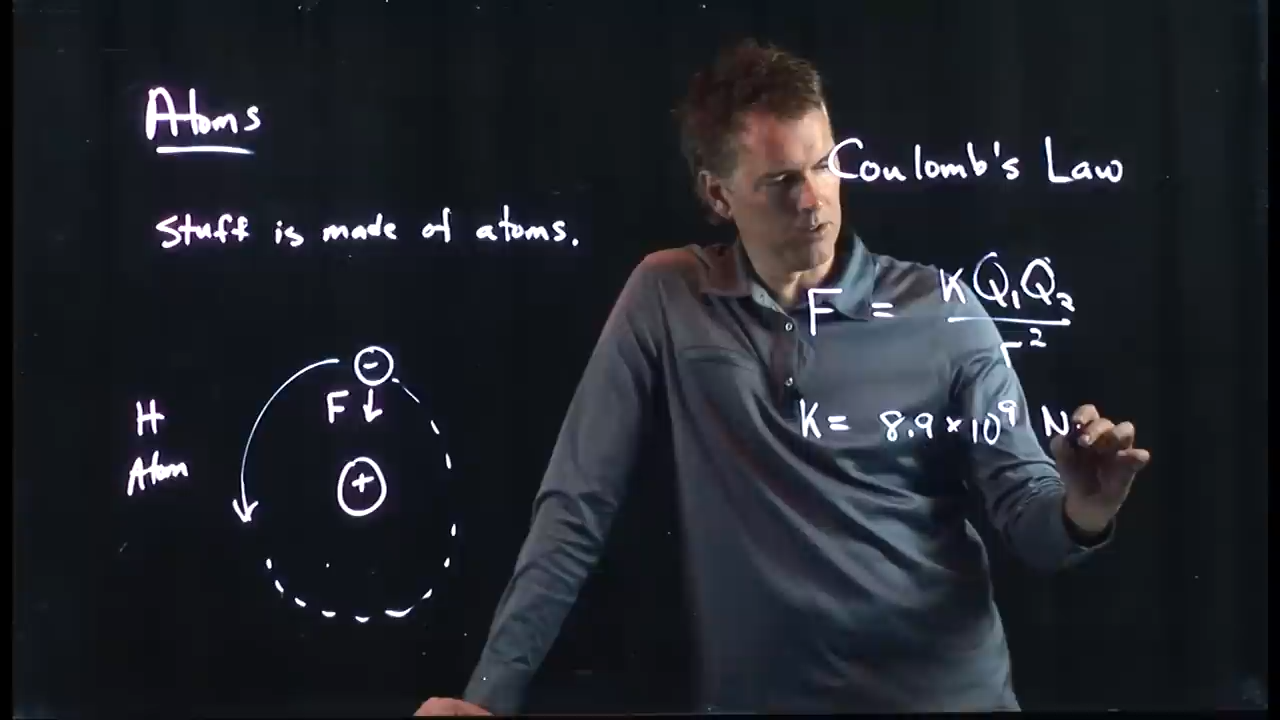 Atoms
Stuff is made of atoms.
H
Atom
-
F
+
Coulomb's Law
F = KQ₁Q₂
r²
K = 8.9×10⁹ N·